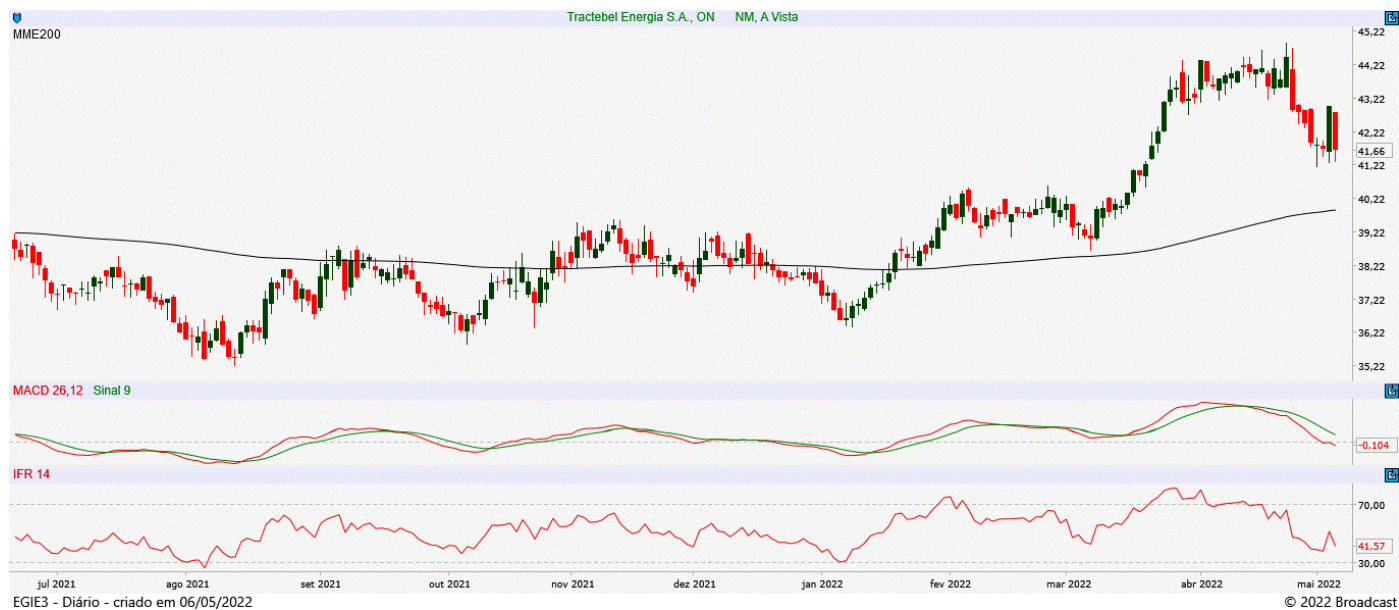 Tractebel Energia S.A., ON NM, A Vista
MME200
45,22
44,22
43,22
42,22
41,66
41,22
40,22
39,22
38,22
37,22
36,22
35,22
MACD 26,12 Sinal 9
-0,104
IFR 14
70,00
41,57
30,00
jul 2021 ago 2021 set 2021 out 2021 nov 2021 dez 2021 jan 2022 fev 2022 mar 2022 abr 2022 mai 2022
EGIE3 - Diário - criado em 06/05/2022 © 2022 Broadcast